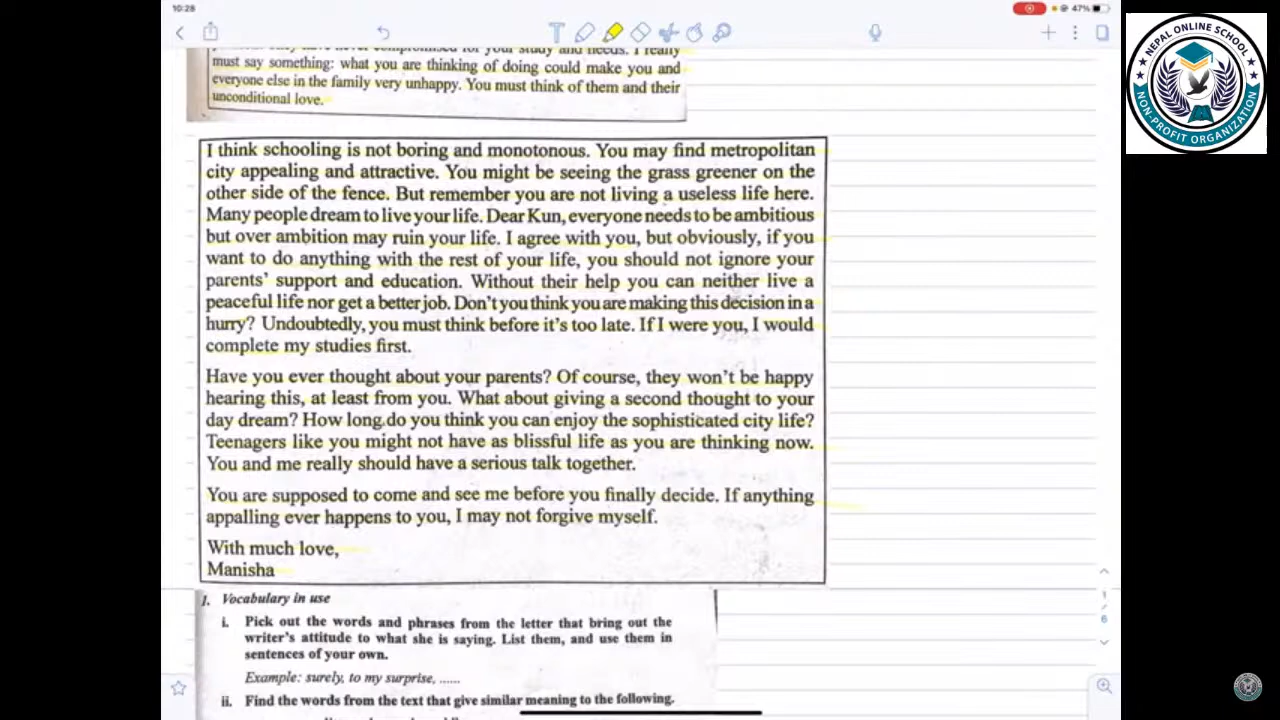 10:28
47%
must say something: what you are thinking of doing could make you and
everyone else in the family very unhappy. You must think of them and their
unconditional love.
I think schooling is not boring and monotonous. You may find metropolitan
city appealing and attractive. You might be seeing the grass greener on the
other side of the fence. But remember you are not living a useless life here.
Many people dream to live your life. Dear Kun, everyone needs to be ambitious
but over ambition may ruin your life. I agree with you, but obviously, if you
want to do anything with the rest of your life, you should not ignore your
parents' support and education. Without their help you can neither live a
peaceful life nor get a better job. Don't you think you are making this decision in a
hurry? Undoubtedly, you must think before it's too late. If I were you, I would
complete my studies first.
Have you ever thought about your parents? Of course, they won't be happy
hearing this, at least from you. What about giving a second thought to your
day dream? How long do you think you can enjoy the sophisticated city life?
Teenagers like you might not have as blissful life as you are thinking now.
You and me really should have a serious talk together.
You are supposed to come and see me before you finally decide. If anything
appalling ever happens to you, I may not forgive myself.
With much love,
Manisha
1. Vocabulary in use
i. Pick out the words and phrases from the letter that bring out the
writer's attitude to what she is saying. List them, and use them in
sentences of your own.
Example: surely, to my surprise, ......
ii. Find the words from the text that give similar meaning to the following.
1
/
6
NEPAL ONLINE SCHOOL
NON-PROFIT ORGANIZATION